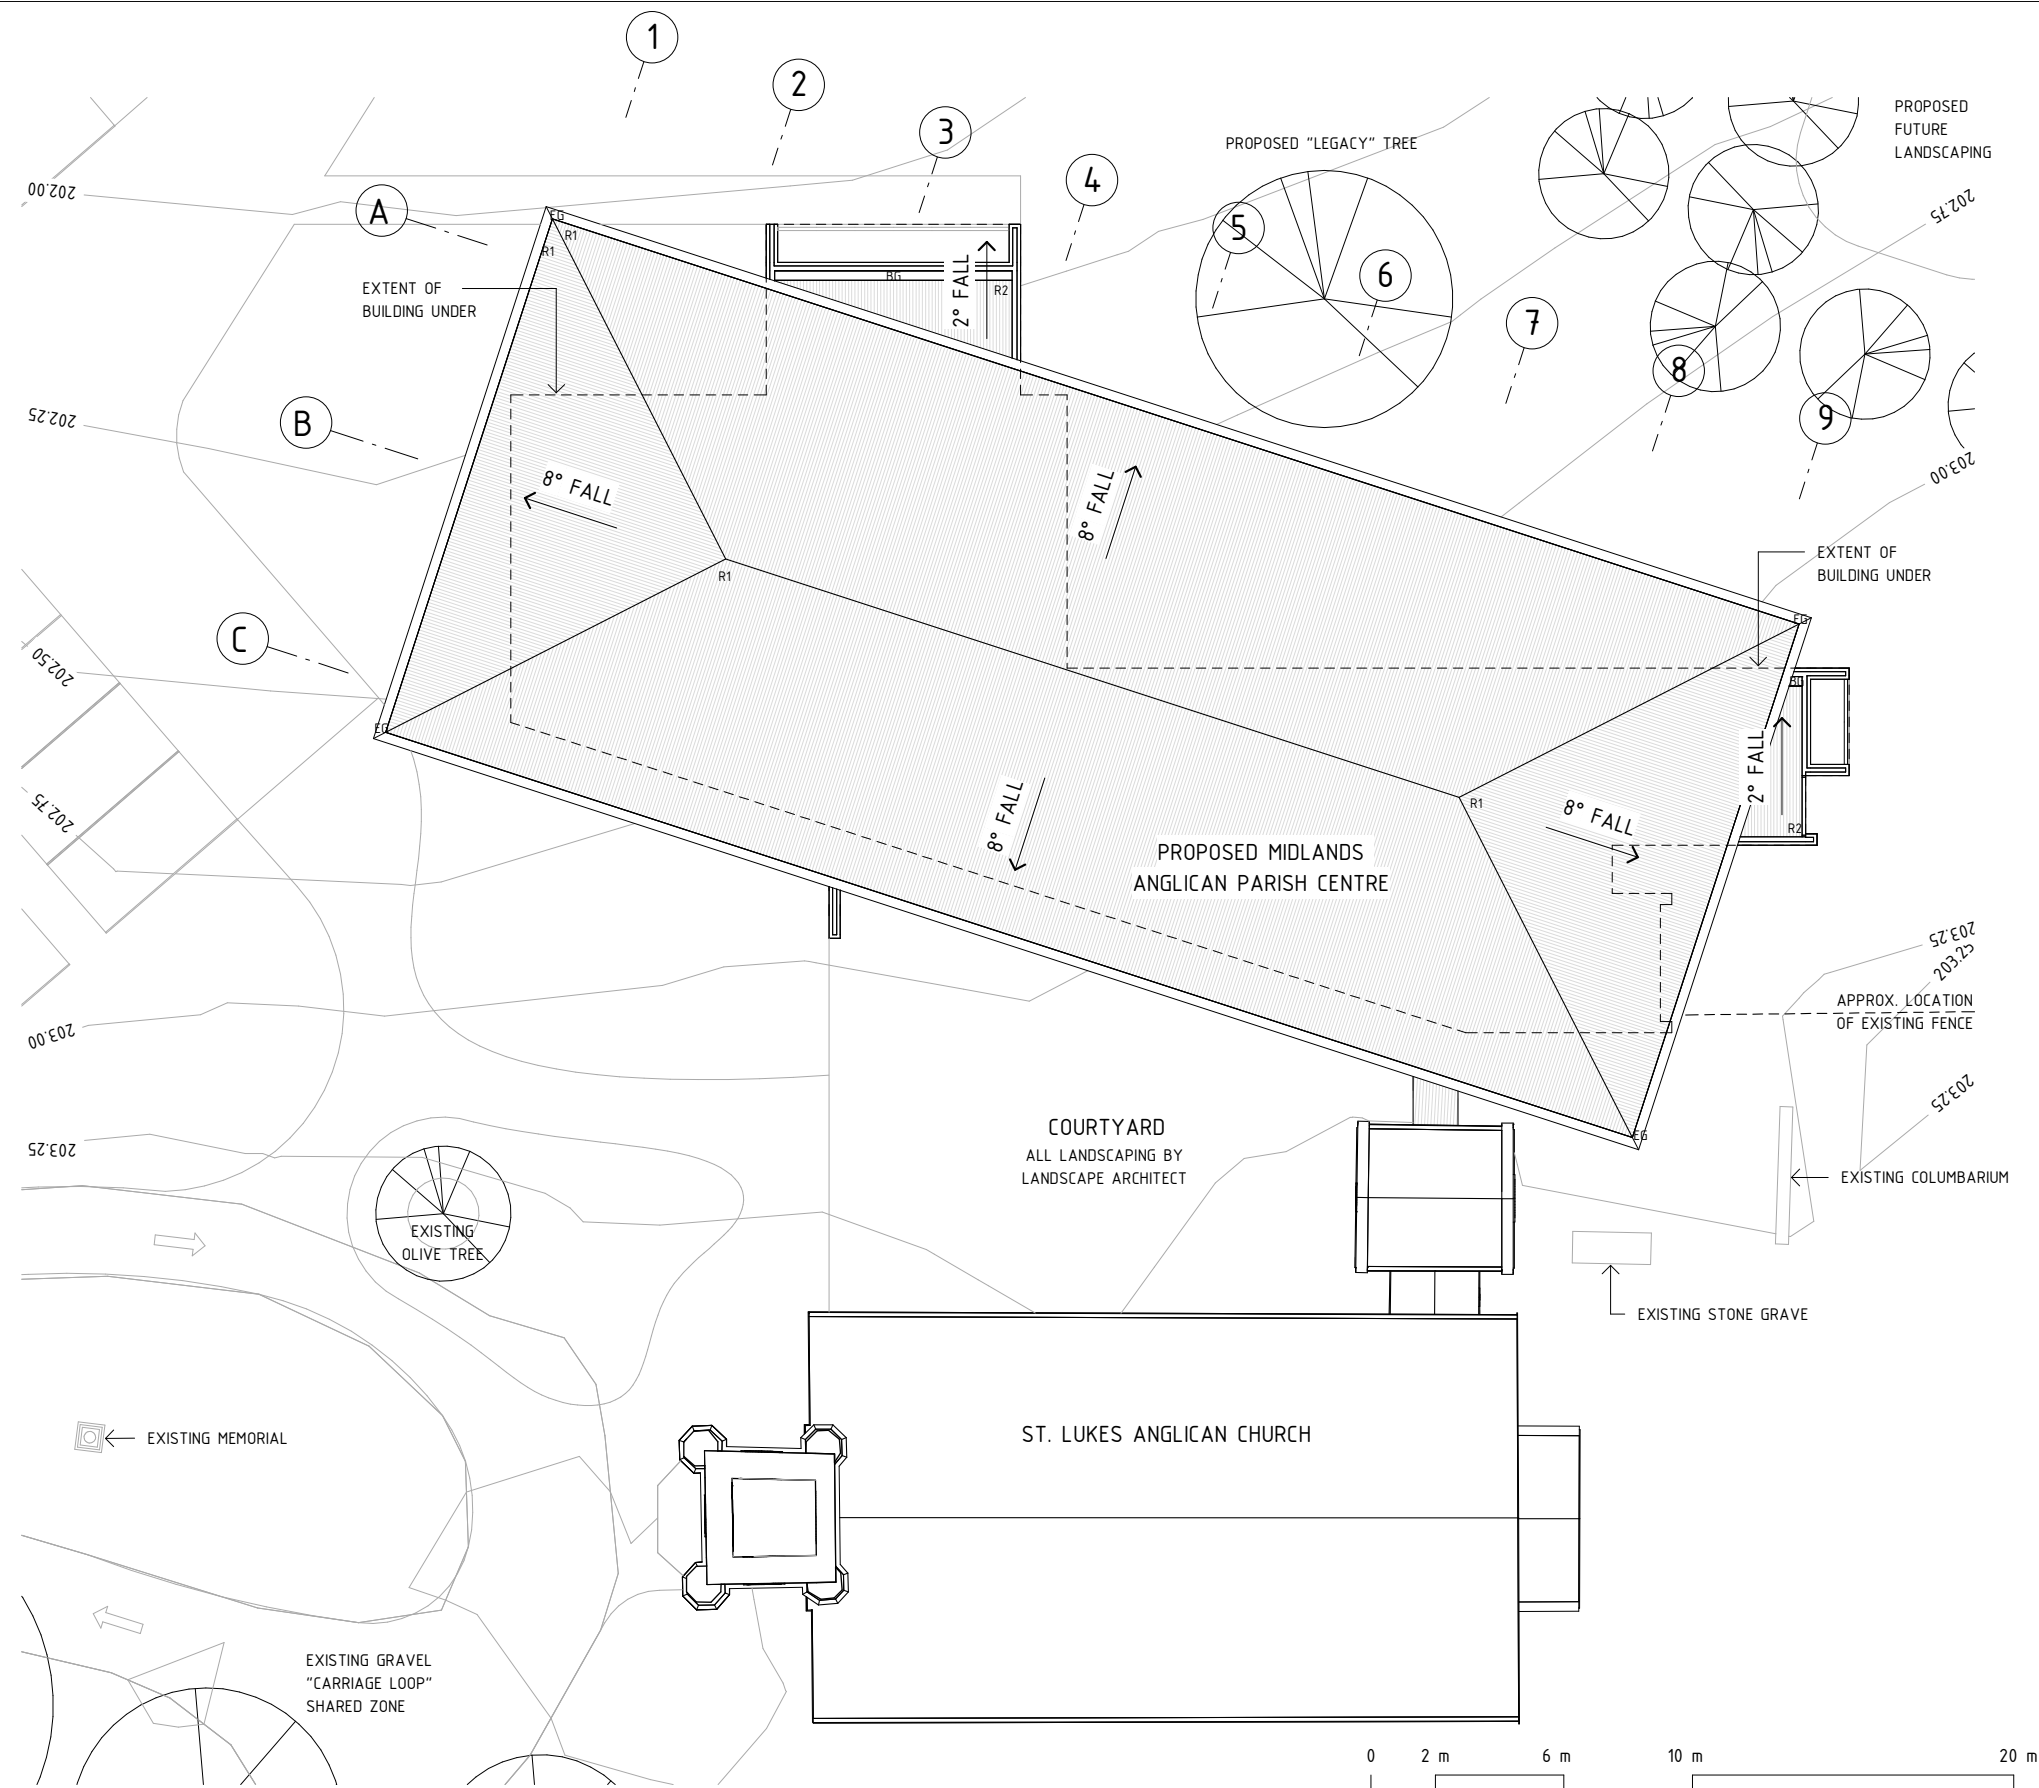 1
2
3
4
5
6
7
8
9
A
B
C
PROPOSED "LEGACY" TREE
PROPOSED
FUTURE
LANDSCAPING
202.00
202.25
202.50
202.75
203.00
203.25
202.75
203.00
203.25
203.25
203.25
EG
R1
R1
EXTENT OF
BUILDING UNDER
BG
R2
2° FALL
8° FALL
8° FALL
R1
EXTENT OF
BUILDING UNDER
EG
BG
2° FALL
R2
EG
8° FALL
R1
8° FALL
PROPOSED MIDLANDS
ANGLICAN PARISH CENTRE
APPROX. LOCATION
OF EXISTING FENCE
COURTYARD
ALL LANDSCAPING BY
LANDSCAPE ARCHITECT
EG
EXISTING COLUMBARIUM
EXISTING
OLIVE TREE
EXISTING STONE GRAVE
EXISTING MEMORIAL
ST. LUKES ANGLICAN CHURCH
EXISTING GRAVEL
"CARRIAGE LOOP"
SHARED ZONE
0 2 m 6 m 10 m 20 m